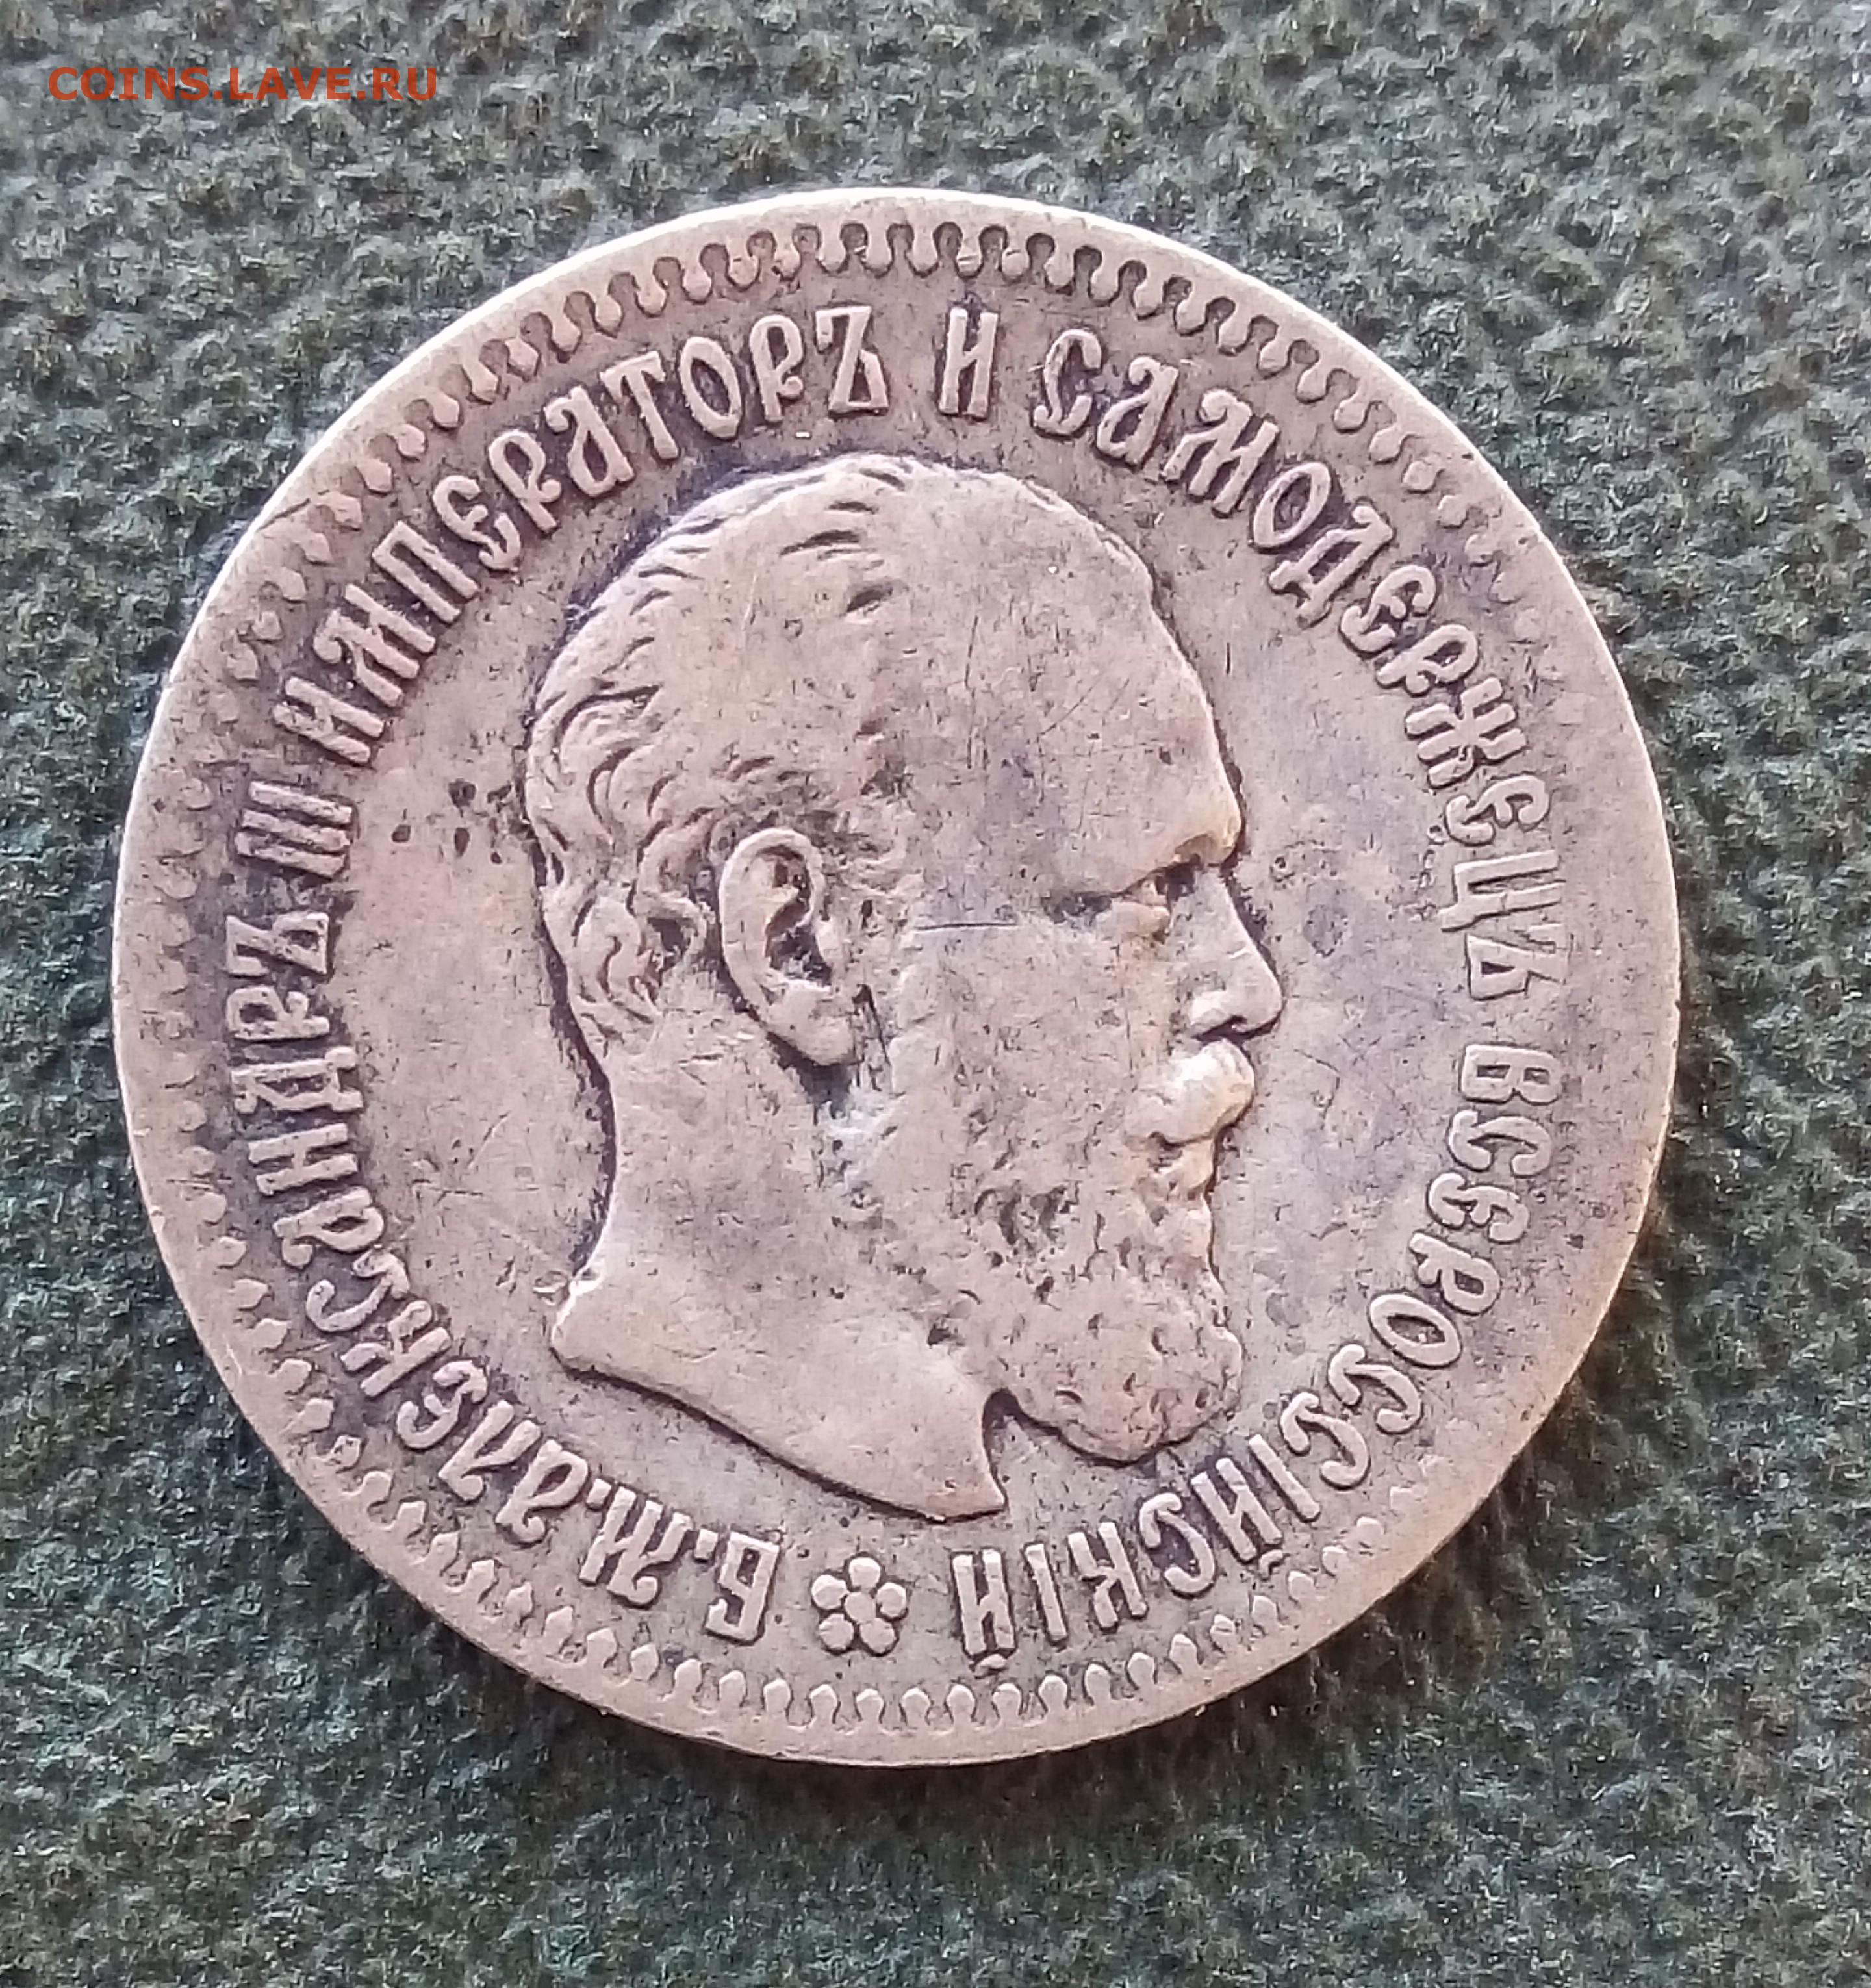 COINS.LAVE.RU
Б.М.АЛЕКСАНДРЪ III ИМПЕРАТОРЪ И САМОДЕРЖЕЦЪ ВСЕРОССІЙСКІЙ